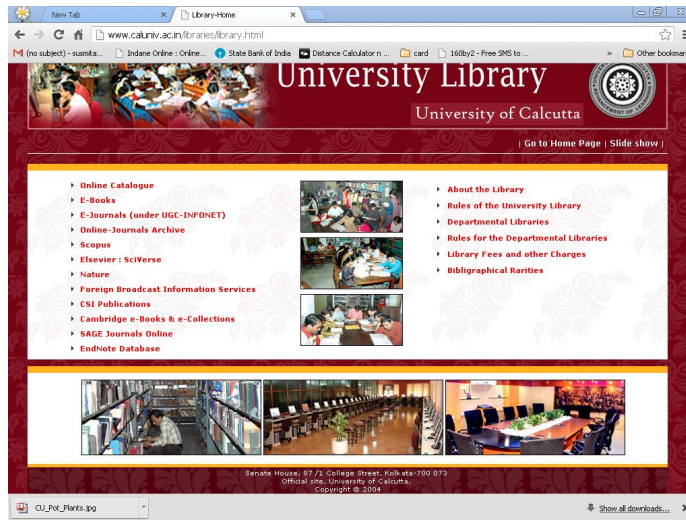 New Tab
Library-Home
www.caluniv.ac.in/libraries/library.html
(no subject) - susmita...
Indane Online : Online...
State Bank of India
Distance Calculator n ...
card
160by2 - Free SMS to ...
»
Other bookmar
University Library
University of Calcutta
ADVANCEMENT OF LEARNING
| Go to Home Page | Slide show |
Online Catalogue
E-Books
E-Journals (under UGC-INFONET)
Online-Journals Archive
Scopus
Elsevier : SciVerse
Nature
Foreign Broadcast Information Services
CSI Publications
Cambridge e-Books & e-Collections
SAGE Journals Online
EndNote Database
About the Library
Rules of the University Library
Departmental Libraries
Rules for the Departmental Libraries
Library Fees and other Charges
Bibligraphical Rarities
Senate House, 87 /1 College Street, Kolkata-700 073
Official site, University of Calcutta,
Copyright © 2004
CU_Pot_Plants.jpg
Show all downloads...